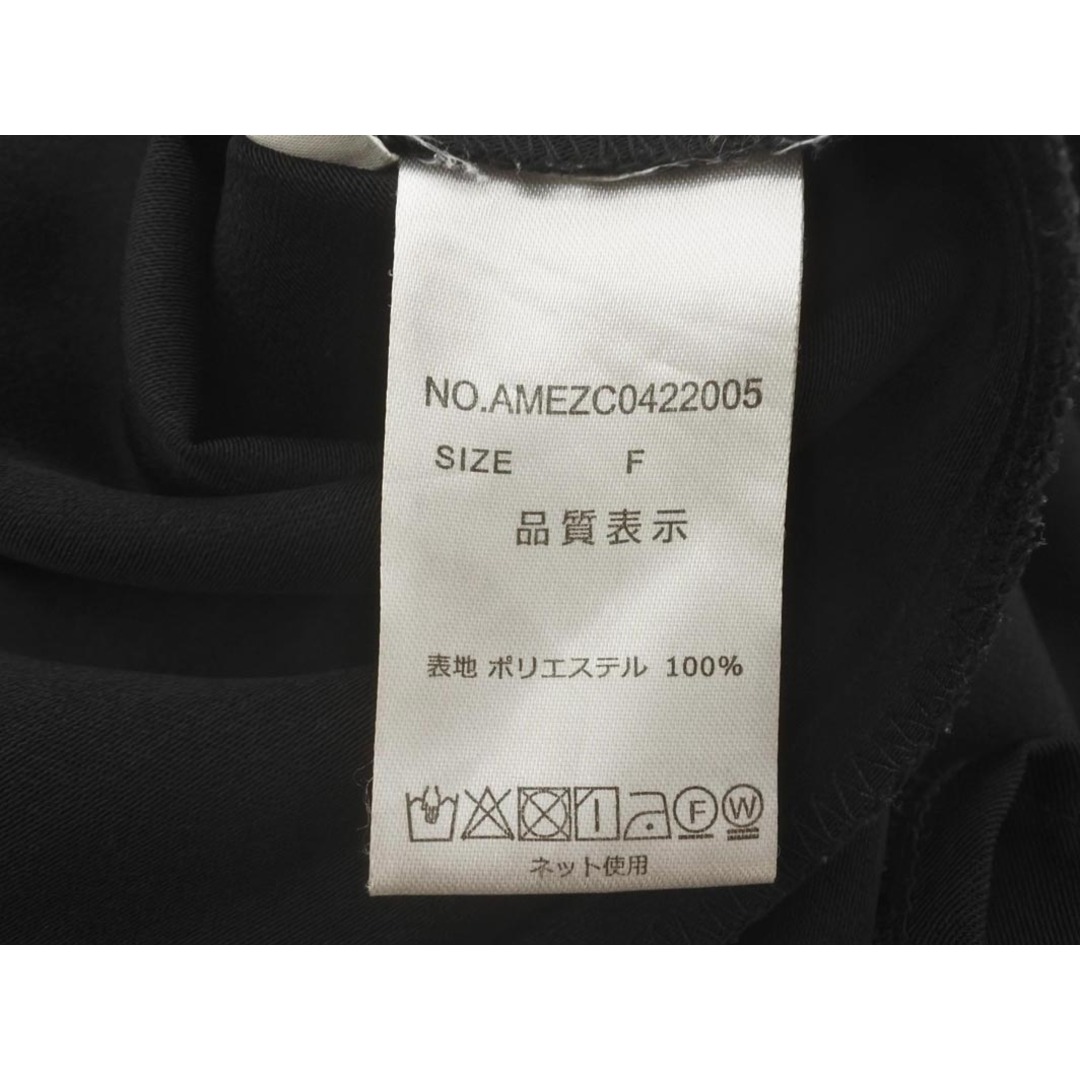 NO.AMEZC0422005
SIZE F
品質表示
表地 ポリエステル 100%
F W
ネット使用